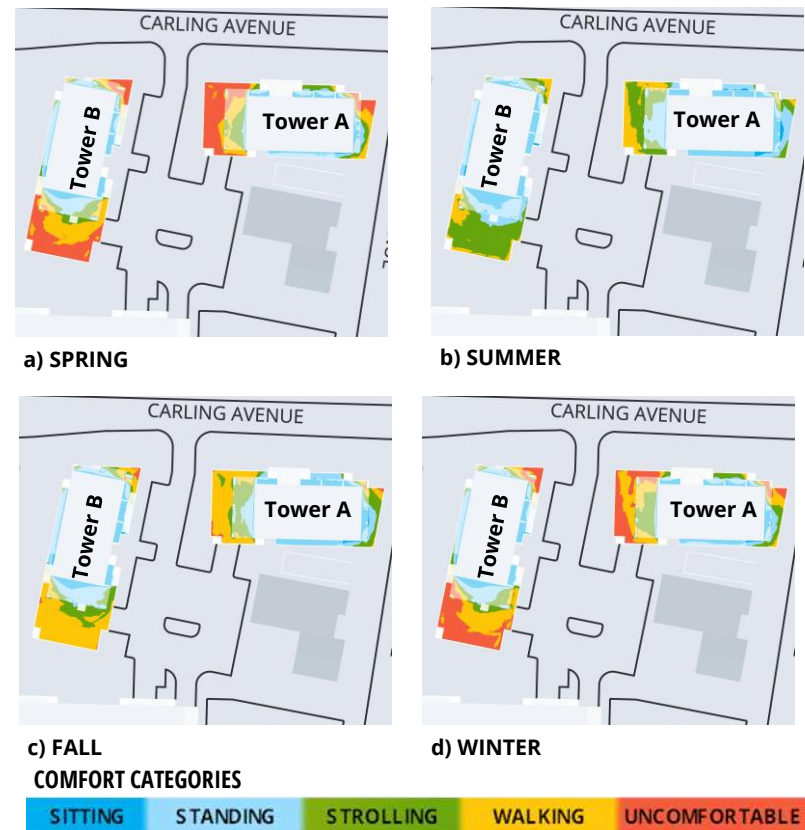 CARLING AVENUE
Tower B
Tower A
a) SPRING
CARLING AVENUE
Tower B
Tower A
b) SUMMER
CARLING AVENUE
Tower B
Tower A
c) FALL
CARLING AVENUE
Tower B
Tower A
d) WINTER
COMFORT CATEGORIES
SITTING STANDING STROLLING WALKING UNCOMFORTABLE